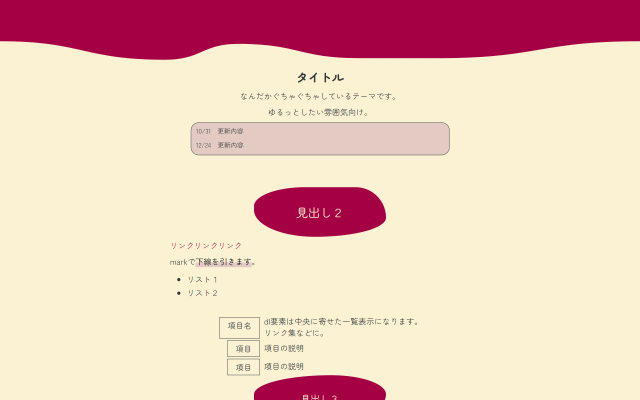 タイトル
なんだかぐちゃぐちゃしているテーマです。
ゆるっとしたい雰囲気向け。
10/31 更新内容
12/24 更新内容
見出し２
リンクリンクリンク
markで下線を引きます。
リスト１
リスト２
項目名 dl要素は中央に寄せた一覧表示になります。
リンク集などに。
項目 項目の説明
項目 項目の説明